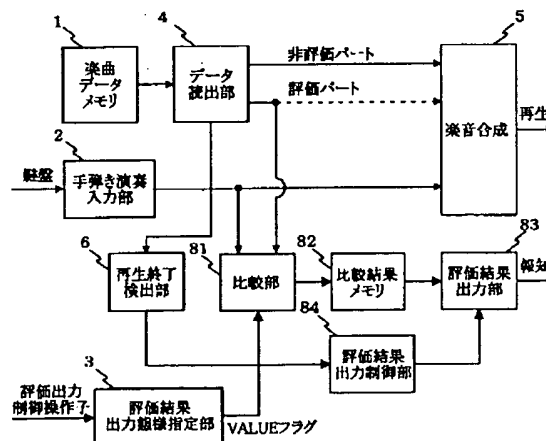 1
楽曲
データ
メモリ
4
データ
読出部
非評価パート
評価パート
5
楽音合成
再生
2
鍵盤
手弾き演奏
入力部
6
再生終了
検出部
81
比較部
82
比較結果
メモリ
83
評価結果
出力部
報知
84
評価結果
出力制御部
3
評価出力
制御操作子
評価結果
出力態様指定部
VALUEフラグ